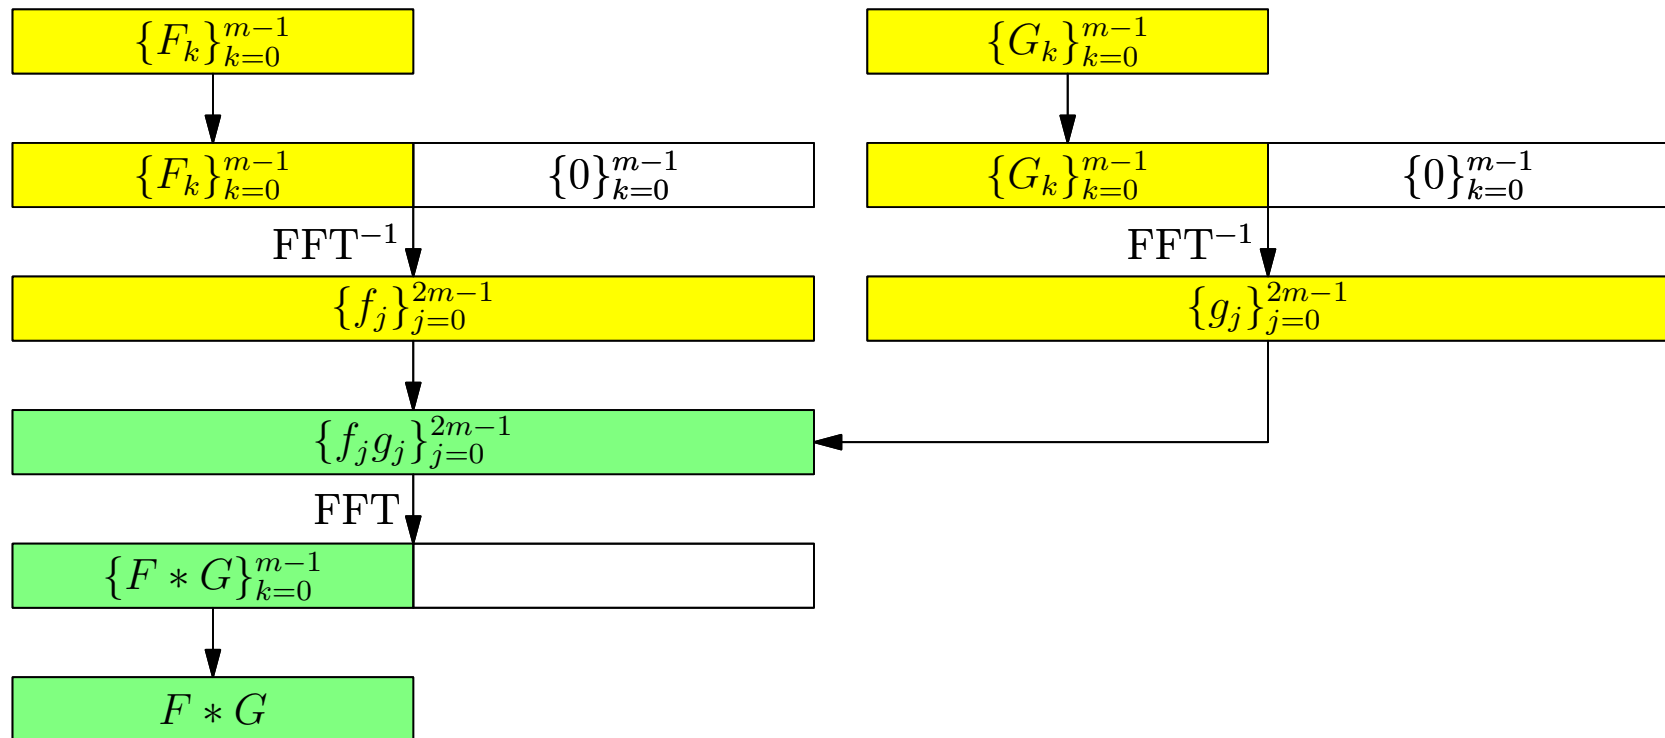 $\{F_k\}_{k=0}^{m-1}$ $\{G_k\}_{k=0}^{m-1}$
$\{F_k\}_{k=0}^{m-1}$ $\{0\}_{k=0}^{m-1}$ $\{G_k\}_{k=0}^{m-1}$ $\{0\}_{k=0}^{m-1}$
FFT$^{-1}$ FFT$^{-1}$
$\{f_j\}_{j=0}^{2m-1}$ $\{g_j\}_{j=0}^{2m-1}$
$\{f_j g_j\}_{j=0}^{2m-1}$
FFT
$\{F * G\}_{k=0}^{m-1}$
$F * G$